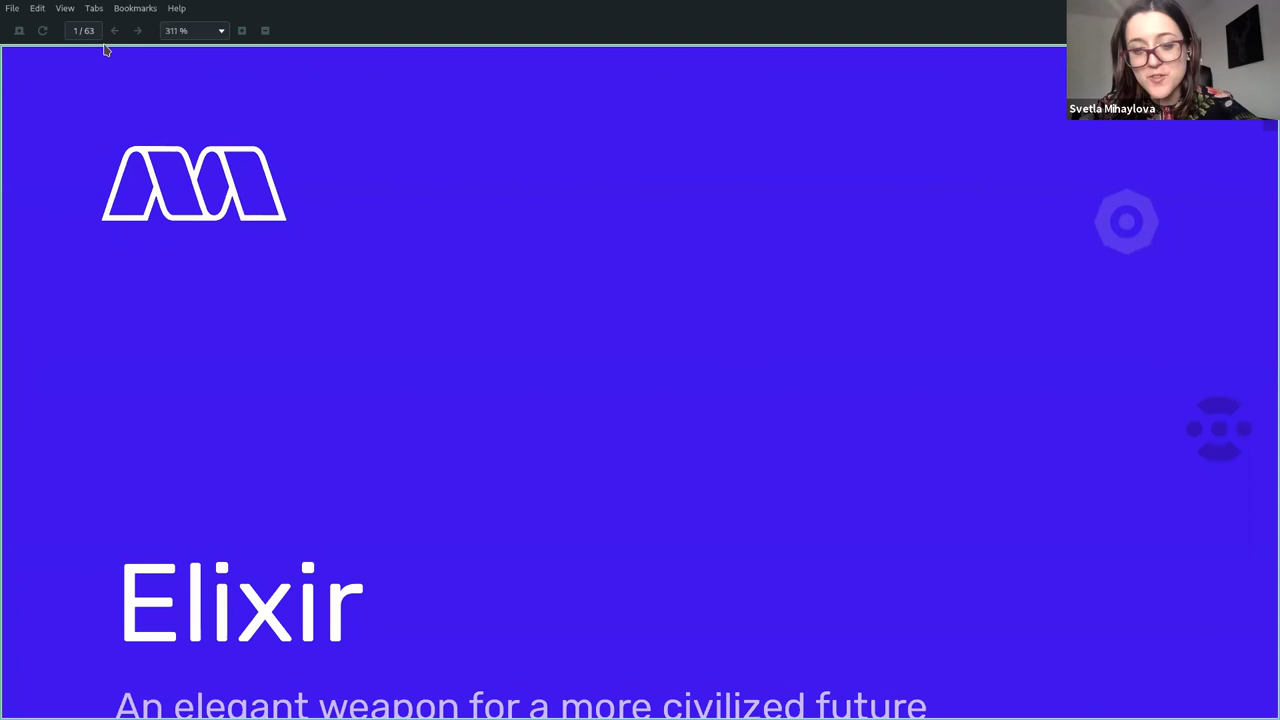 File Edit View Tabs Bookmarks Help
1 / 63 311 %
Svetla Mihaylova
Elixir
An elegant weapon for a more civilized future